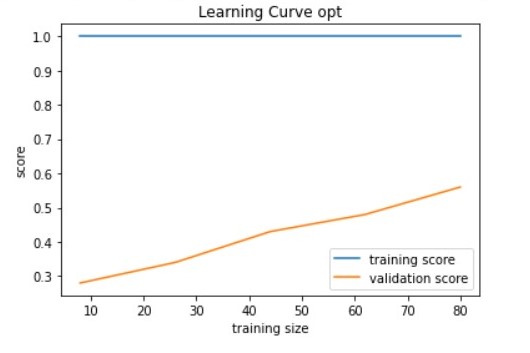 Learning Curve opt
1.0
0.9
0.8
0.7
0.6
0.5
0.4
0.3
score
training score
validation score
10 20 30 40 50 60 70 80
training size